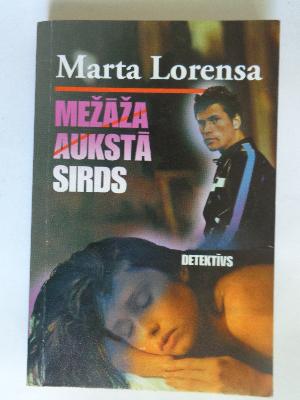 Marta Lorensa
MEŽĀŽA
AUKSTĀ
SIRDS
DETEKTĪVS